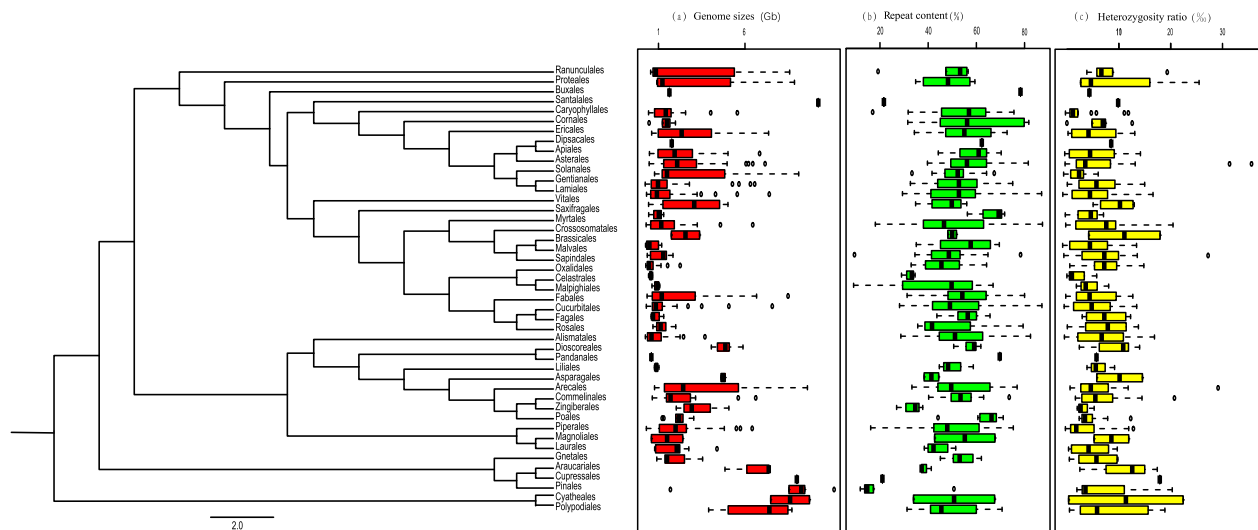 (a) Genome sizes (Gb)
(b) Repeat content(%)
(c) Heterozygosity ratio (‰)
1 6
20 40 60 80
10 20 30
Ranunculales
Proteales
Buxales
Santalales
Caryophyllales
Cornales
Ericales
Dipsacales
Apiales
Asterales
Solanales
Gentianales
Lamiales
Vitales
Saxifragales
Myrtales
Crossosomatales
Brassicales
Malvales
Sapindales
Oxalidales
Celastrales
Malpighiales
Fabales
Cucurbitales
Fagales
Rosales
Alismatales
Dioscoreales
Pandanales
Liliales
Asparagales
Arecales
Commelinales
Zingiberales
Poales
Piperales
Magnoliales
Laurales
Gnetales
Araucariales
Cupressales
Pinales
Cyatheales
Polypodiales
2.0